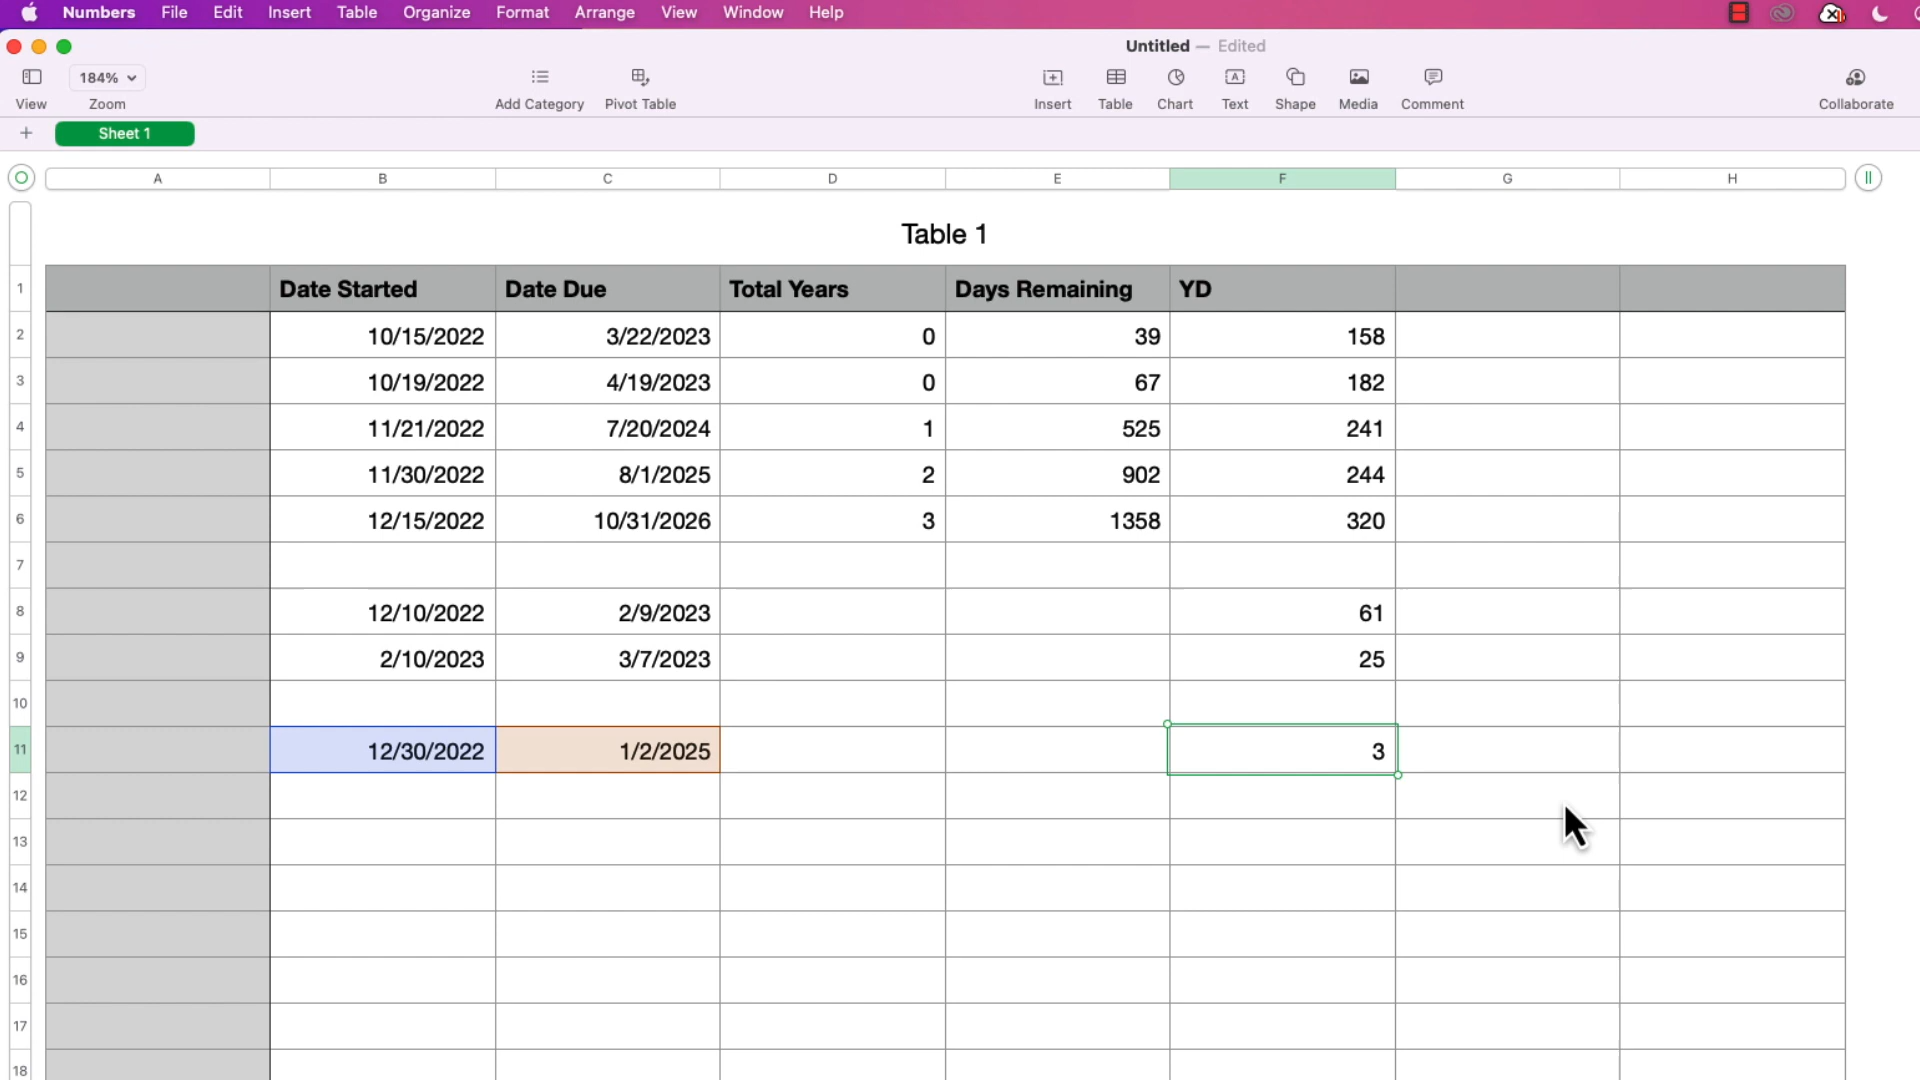 Numbers File Edit Insert Table Organize Format Arrange View Window Help
Untitled — Edited
184%
View Zoom Add Category Pivot Table Insert Table Chart Text Shape Media Comment Collaborate
+ Sheet 1
A B C D E F G H
Table 1
1 Date Started Date Due Total Years Days Remaining YD
2 10/15/2022 3/22/2023 0 39 158
3 10/19/2022 4/19/2023 0 67 182
4 11/21/2022 7/20/2024 1 525 241
5 11/30/2022 8/1/2025 2 902 244
6 12/15/2022 10/31/2026 3 1358 320
7
8 12/10/2022 2/9/2023 61
9 2/10/2023 3/7/2023 25
10
11 12/30/2022 1/2/2025 3
12
13
14
15
16
17
18